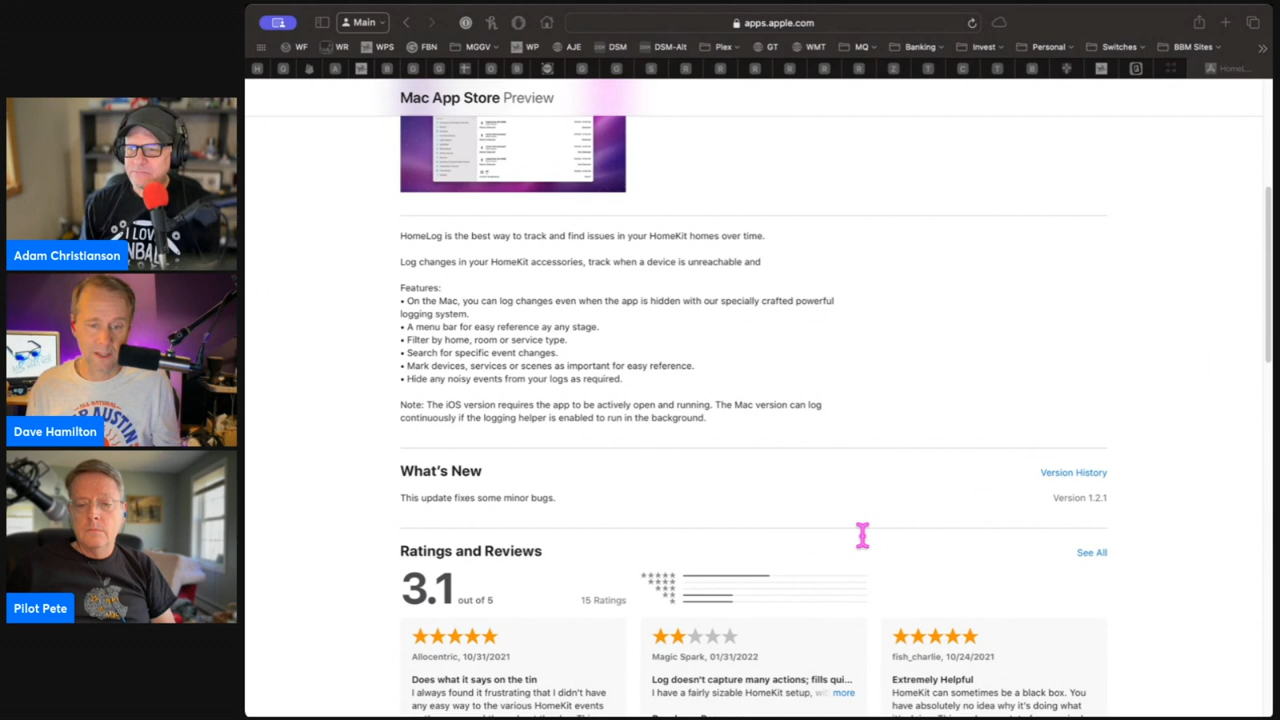 Main
apps.apple.com
WF
WR
WPS
FBN
MGGV
WP
AJE
DSM
DSM-Alt
Plex
GT
WMT
MQ
Banking
Invest
Personal
Switches
BBM Sites
HomeL...
Mac App Store Preview
HomeLog is the best way to track and find issues in your HomeKit homes over time.
Log changes in your HomeKit accessories, track when a device is unreachable and
Features:
• On the Mac, you can log changes even when the app is hidden with our specially crafted powerful
logging system.
• A menu bar for easy reference ay any stage.
• Filter by home, room or service type.
• Search for specific event changes.
• Mark devices, services or scenes as important for easy reference.
• Hide any noisy events from your logs as required.
Note: The iOS version requires the app to be actively open and running. The Mac version can log
continuously if the logging helper is enabled to run in the background.
What's New
Version History
This update fixes some minor bugs.
Version 1.2.1
Ratings and Reviews
See All
3.1 out of 5
15 Ratings
Allocentric, 10/31/2021
Does what it says on the tin
I always found it frustrating that I didn't have
any easy way to the various HomeKit events
Magic Spark, 01/31/2022
Log doesn't capture many actions; fills qui...
I have a fairly sizable HomeKit setup, more
fish_charlie, 10/24/2021
Extremely Helpful
HomeKit can sometimes be a black box. You
have absolutely no idea why it's doing what
I LOVE
Adam Christianson
AUSTIN
Dave Hamilton
Pilot Pete